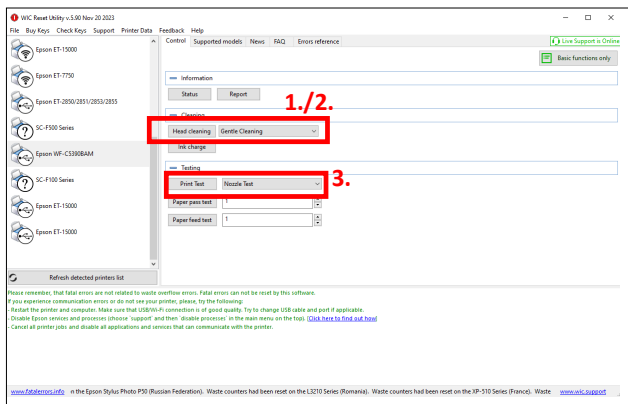 WIC Reset Utility v.5.90 Nov 20 2023
File Buy Keys Check Keys Support Printer Data Feedback Help
Control Supported models News FAQ Errors reference
Live Support is Online
Epson ET-15000
Basic functions only
Epson ET-7750
Information
Status Report
Epson ET-2850/2851/2853/2855
1./2.
Cleaning
SC-F500 Series
Head cleaning Gentle Cleaning
Ink charge
Epson WF-C5390BAM
Testing
SC-F100 Series
Print Test Nozzle Test
3.
Paper pass test 1
Epson ET-15000
Paper feed test 1
Epson ET-15000
Refresh detected printers list
Please remember, that fatal errors are not related to waste overflow errors. Fatal errors can not be reset by this software.
If you experience communication errors or do not see your printer, please, try the following:
- Restart the printer and computer. Make sure that USB/Wi-Fi connection is of good quality. Try to change USB cable and port if applicable.
- Disable Epson services and processes (choose 'support' and then 'disable processes' in the main menu on the top). [Click here to find out how]
- Cancel all printer jobs and disable all applications and services that can communicate with the printer.
www.fatalerrors.info n the Epson Stylus Photo P50 (Russian Federation). Waste counters had been reset on the L3210 Series (Romania). Waste counters had been reset on the XP-510 Series (France). Waste www.wic.support